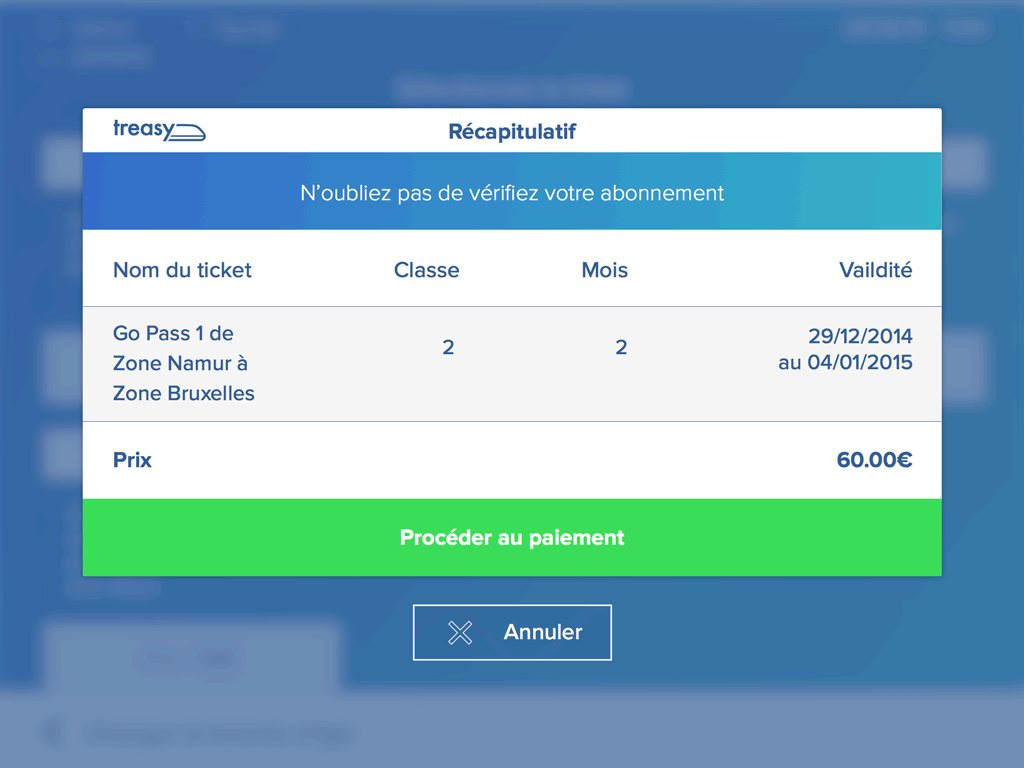 treasy
Récapitulatif
N'oubliez pas de vérifiez votre abonnement
Nom du ticket Classe Mois Vaildité
Go Pass 1 de
Zone Namur à
Zone Bruxelles
2
2
29/12/2014
au 04/01/2015
Prix 60.00€
Procéder au paiement
Annuler